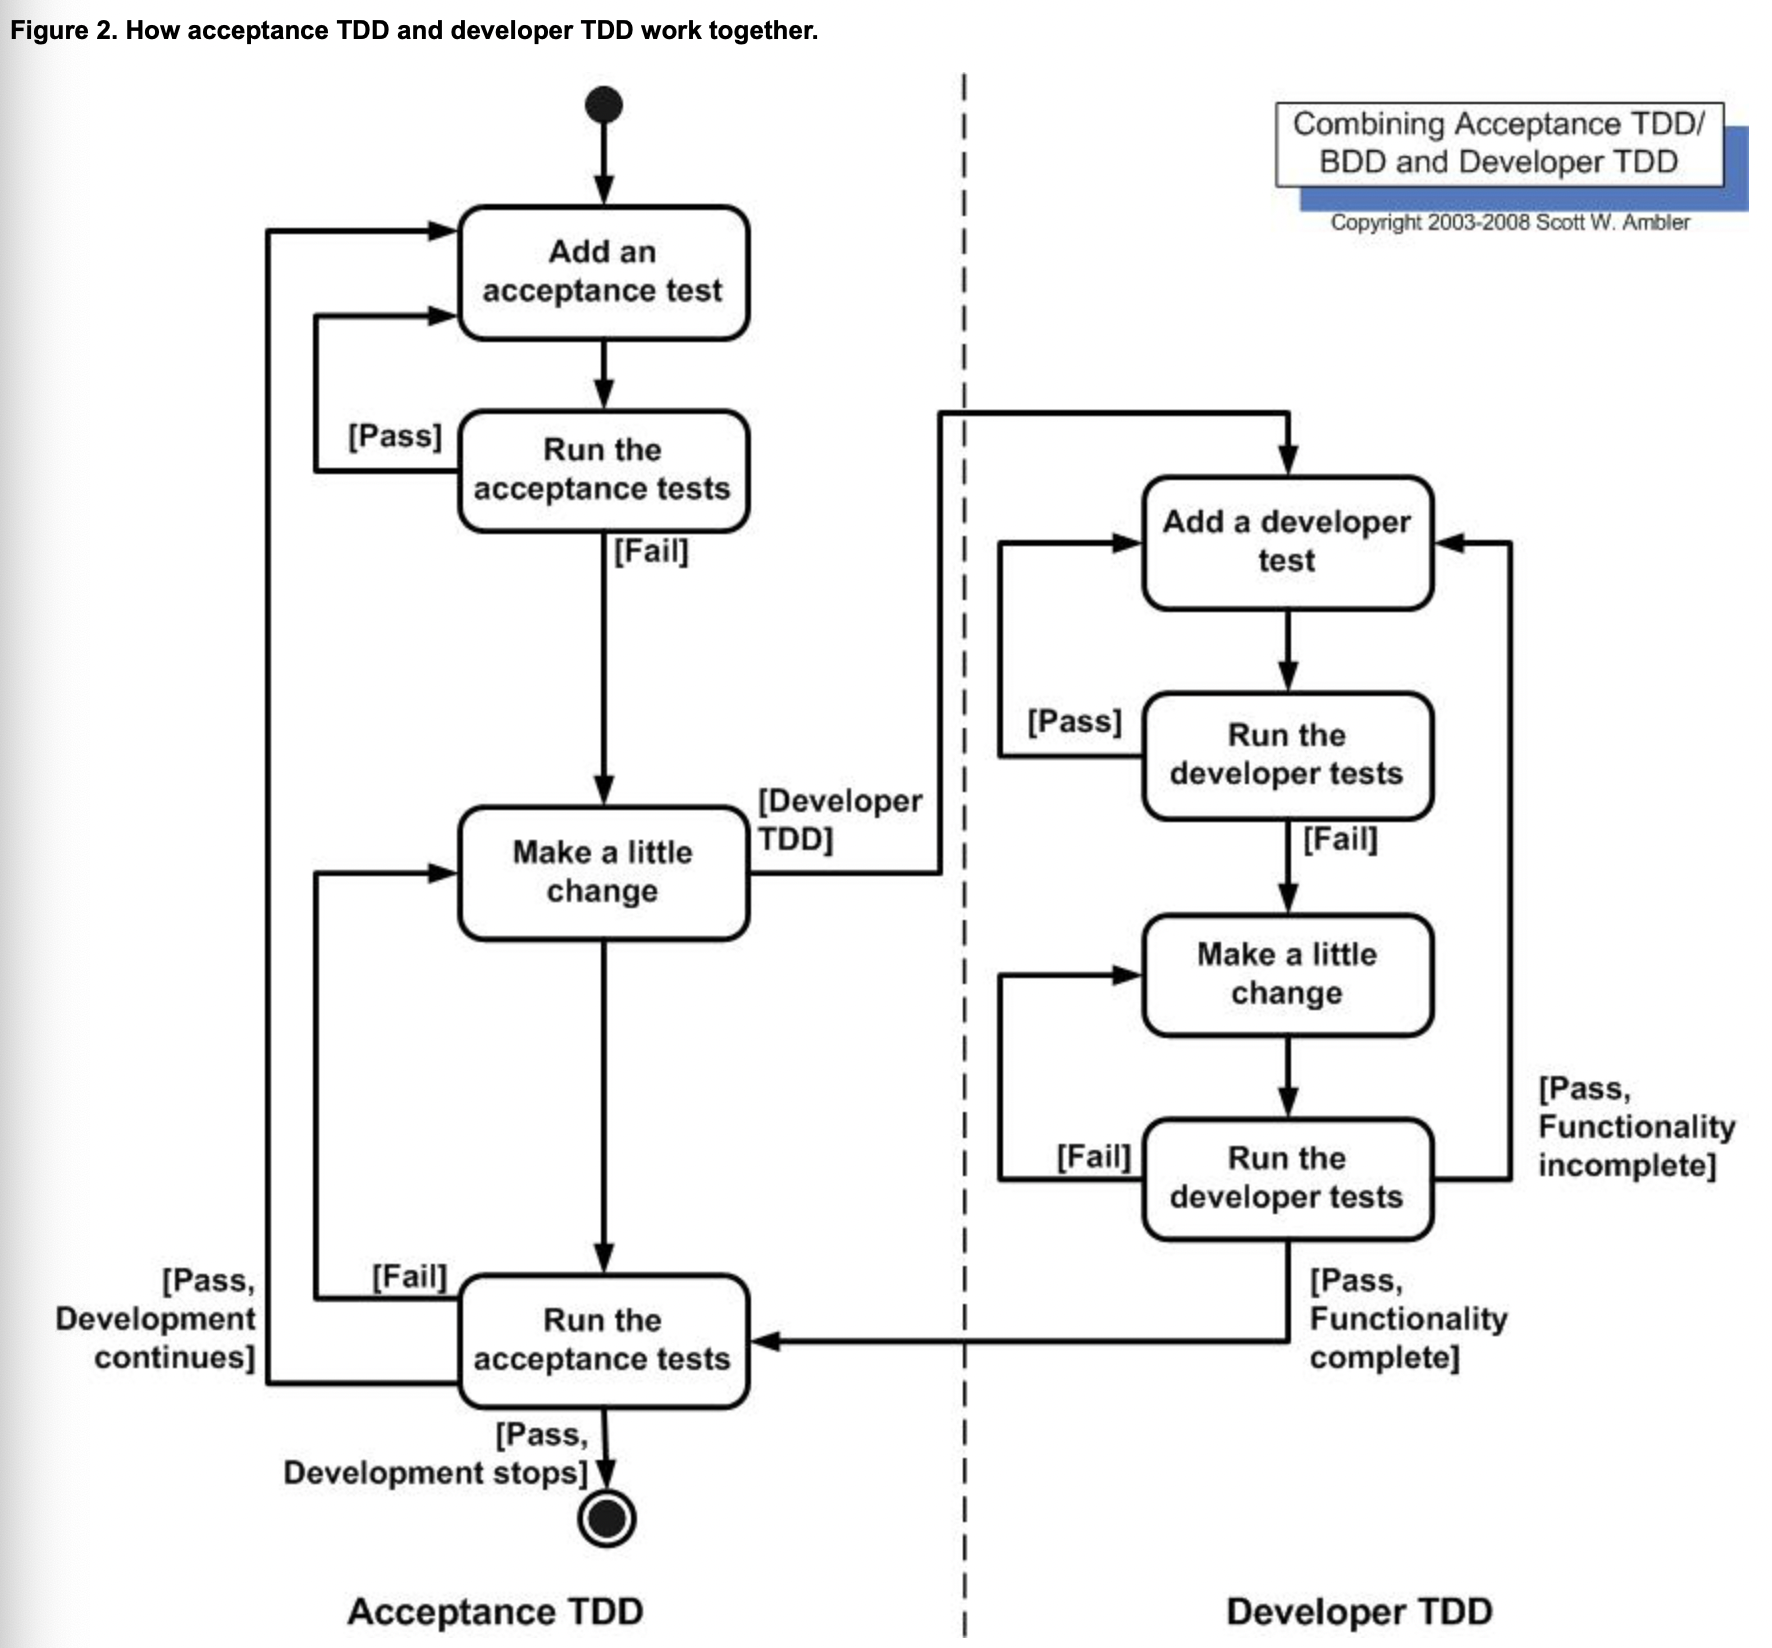 Figure 2. How acceptance TDD and developer TDD work together.
Combining Acceptance TDD/
BDD and Developer TDD
Copyright 2003-2008 Scott W. Ambler
Add an
acceptance test
[Pass]
Run the
acceptance tests
[Fail]
Make a little
change
[Developer
TDD]
[Fail]
Run the
acceptance tests
[Pass,
Development
continues]
[Pass,
Development stops]
Acceptance TDD
Add a developer
test
[Pass]
Run the
developer tests
[Fail]
Make a little
change
[Fail]
Run the
developer tests
[Pass,
Functionality
incomplete]
[Pass,
Functionality
complete]
Developer TDD